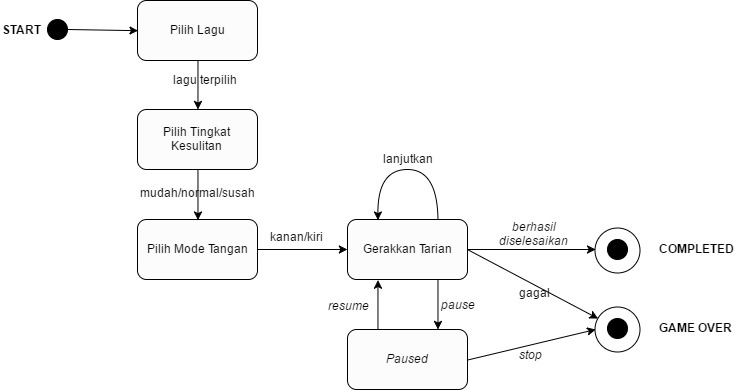 START
Pilih Lagu
lagu terpilih
Pilih Tingkat
Kesulitan
mudah/normal/susah
Pilih Mode Tangan
kanan/kiri
lanjutkan
Gerakkan Tarian
berhasil
diselesaikan
COMPLETED
gagal
resume
pause
GAME OVER
Paused
stop